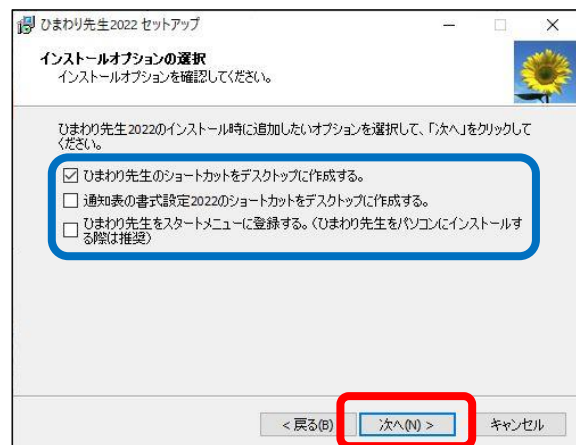 ひまわり先生2022 セットアップ
インストールオプションの選択
インストールオプションを確認してください。
ひまわり先生2022のインストール時に追加したいオプションを選択して、「次へ」をクリックして
ください。
ひまわり先生のショートカットをデスクトップに作成する。
通知表の書式設定2022のショートカットをデスクトップに作成する。
ひまわり先生をスタートメニューに登録する。(ひまわり先生をパソコンにインストールす
る際は推奨)
< 戻る(B)
次へ(N) >
キャンセル